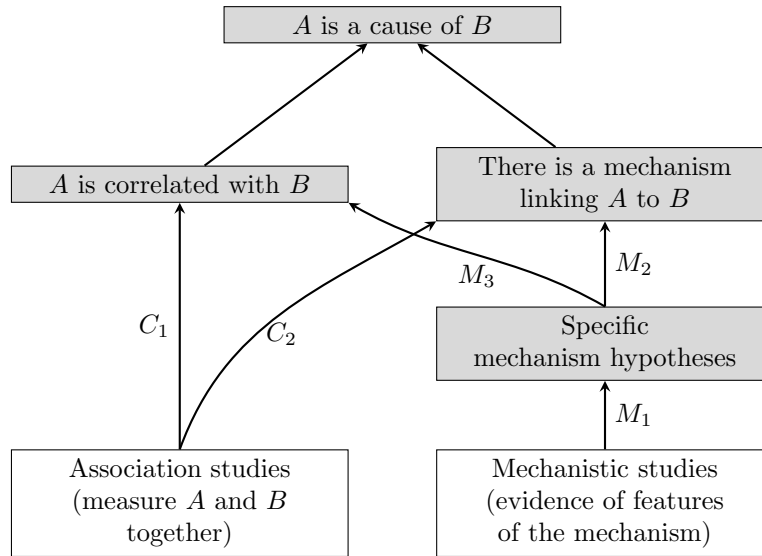 A is a cause of B
A is correlated with B
There is a mechanism
linking A to B
M₃
M₂
C₁
C₂
Specific
mechanism hypotheses
M₁
Association studies
(measure A and B
together)
Mechanistic studies
(evidence of features
of the mechanism)